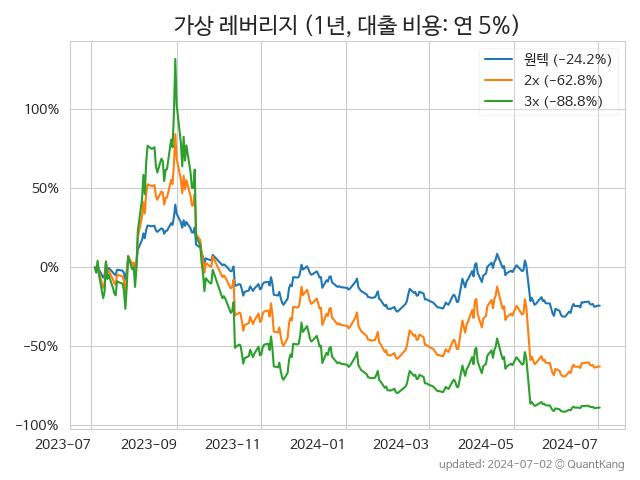 가상 레버리지 (1년, 대출 비용: 연 5%)
원텍 (-24.2%)
2x (-62.8%)
3x (-88.8%)
100%
50%
0%
-50%
-100%
2023-07
2023-09
2023-11
2024-01
2024-03
2024-05
2024-07
updated: 2024-07-02 © QuantKang